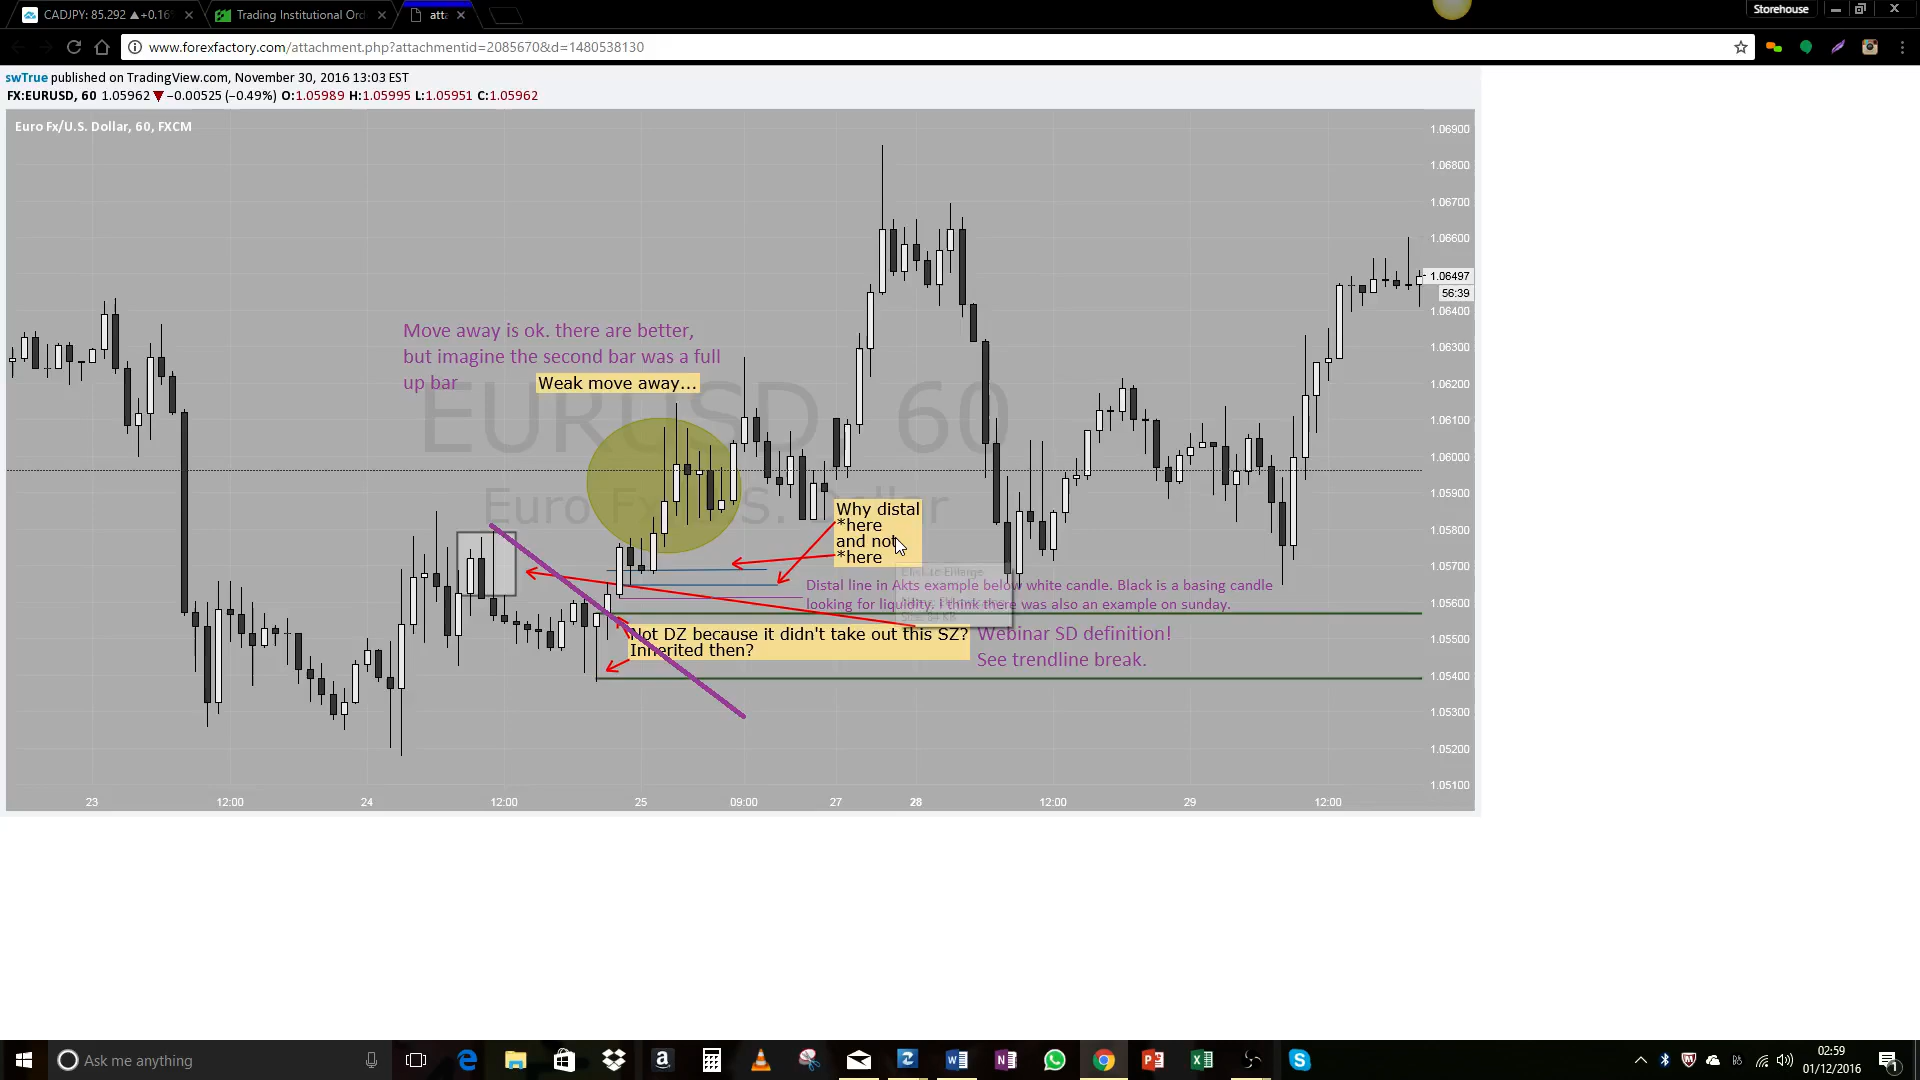 CADJPY: 85.292 ▲+0.16
Trading Institutional Ord
atta
Storehouse
www.forexfactory.com/attachment.php?attachmentid=2085670&d=1480538130
swTrue published on TradingView.com, November 30, 2016 13:03 EST
FX:EURUSD, 60 1.05962 ▼ −0.00525 (−0.49%) O:1.05989 H:1.05995 L:1.05951 C:1.05962
Euro Fx/U.S. Dollar, 60, FXCM
1.06900
1.06800
1.06700
1.06600
1.06497
56:39
1.06400
1.06300
1.06200
1.06100
1.06000
1.05900
1.05800
1.05700
1.05600
1.05500
1.05400
1.05300
1.05200
1.05100
Move away is ok. there are better,
but imagine the second bar was a full
up bar
Weak move away...
EURUSD, 60
Euro Fx/U.S. Dollar
Why distal
*here
and not
*here
Click to Enlarge
Distal line in Akts example below white candle. Black is a basing candle
looking for liquidity. I think there was also an example on sunday.
Not DZ because it didn't take out this SZ?
Inherited then?
Webinar SD definition!
See trendline break.
23
12:00
24
12:00
25
09:00
27
28
12:00
29
12:00
Ask me anything
02:59
01/12/2016